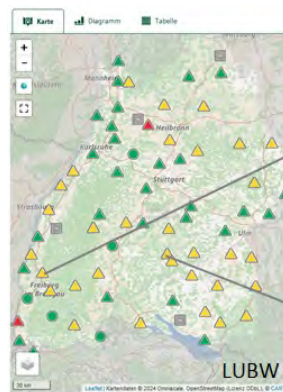 Karte Diagramm Tabelle
+
−
Mannheim
Heilbronn
Karlsruhe
Stuttgart
Ulm
Freiburg
LUBW
30 km
Leaflet | Kartendaten © 2024 Omniscale, OpenStreetMap (Lizenz ODbL), © CA